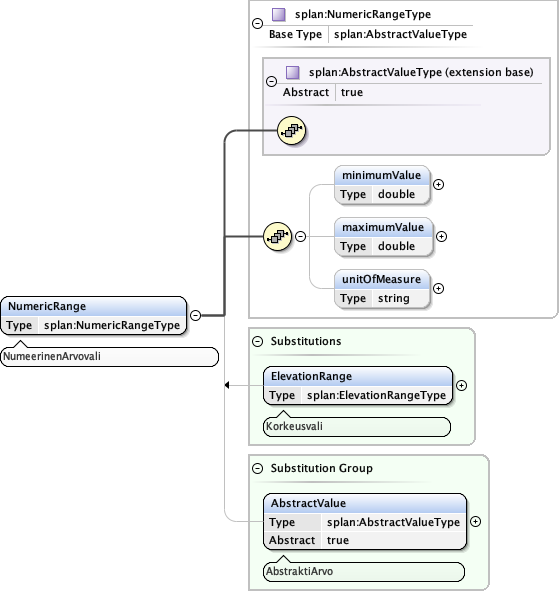 splan:NumericRangeType
Base Type splan:AbstractValueType
splan:AbstractValueType (extension base)
Abstract true
minimumValue
Type double
maximumValue
Type double
unitOfMeasure
Type string
NumericRange
Type splan:NumericRangeType
NumeerinenArvovali
Substitutions
ElevationRange
Type splan:ElevationRangeType
Korkeusvali
Substitution Group
AbstractValue
Type splan:AbstractValueType
Abstract true
AbstraktiArvo